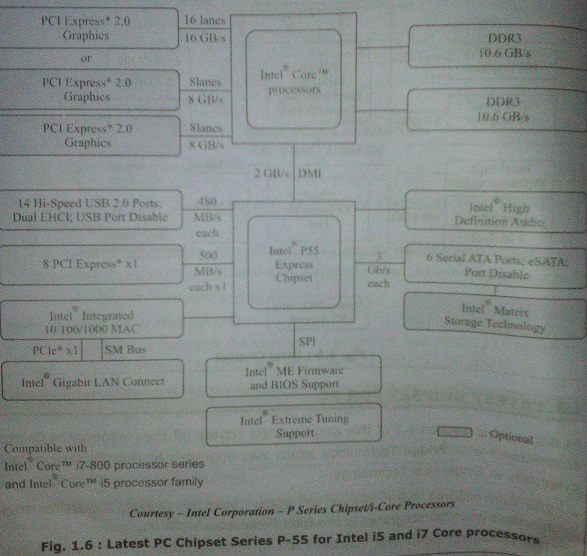 PCI Express* 2.0
Graphics
16 lanes
16 GB/s
or
PCI Express* 2.0
Graphics
8lanes
8 GB/s
PCI Express* 2.0
Graphics
8lanes
8 GB/s
Intel® Core™
processors
DDR3
10.6 GB/s
DDR3
10.6 GB/s
2 GB/s DMI
14 Hi-Speed USB 2.0 Ports;
Dual EHCI; USB Port Disable
480
MB/s
each
8 PCI Express* x1
500
MB/s
each x1
Intel® Integrated
10/100/1000 MAC
PCIe* x1
SM Bus
Intel® Gigabit LAN Connect
Intel® P55
Express
Chipset
Intel® High
Definition Audio
3
Gb/s
each
6 Serial ATA Ports; eSATA;
Port Disable
Intel® Matrix
Storage Technology
SPI
Intel® ME Firmware
and BIOS Support
Intel® Extreme Tuning
Support
... Optional
Compatible with :
Intel® Core™ i7-800 processor series
and Intel® Core™ i5 processor family
Courtesy – Intel Corporation – P Series Chipset/i-Core Processors
Fig. 1.6 : Latest PC Chipset Series P-55 for Intel i5 and i7 Core processors